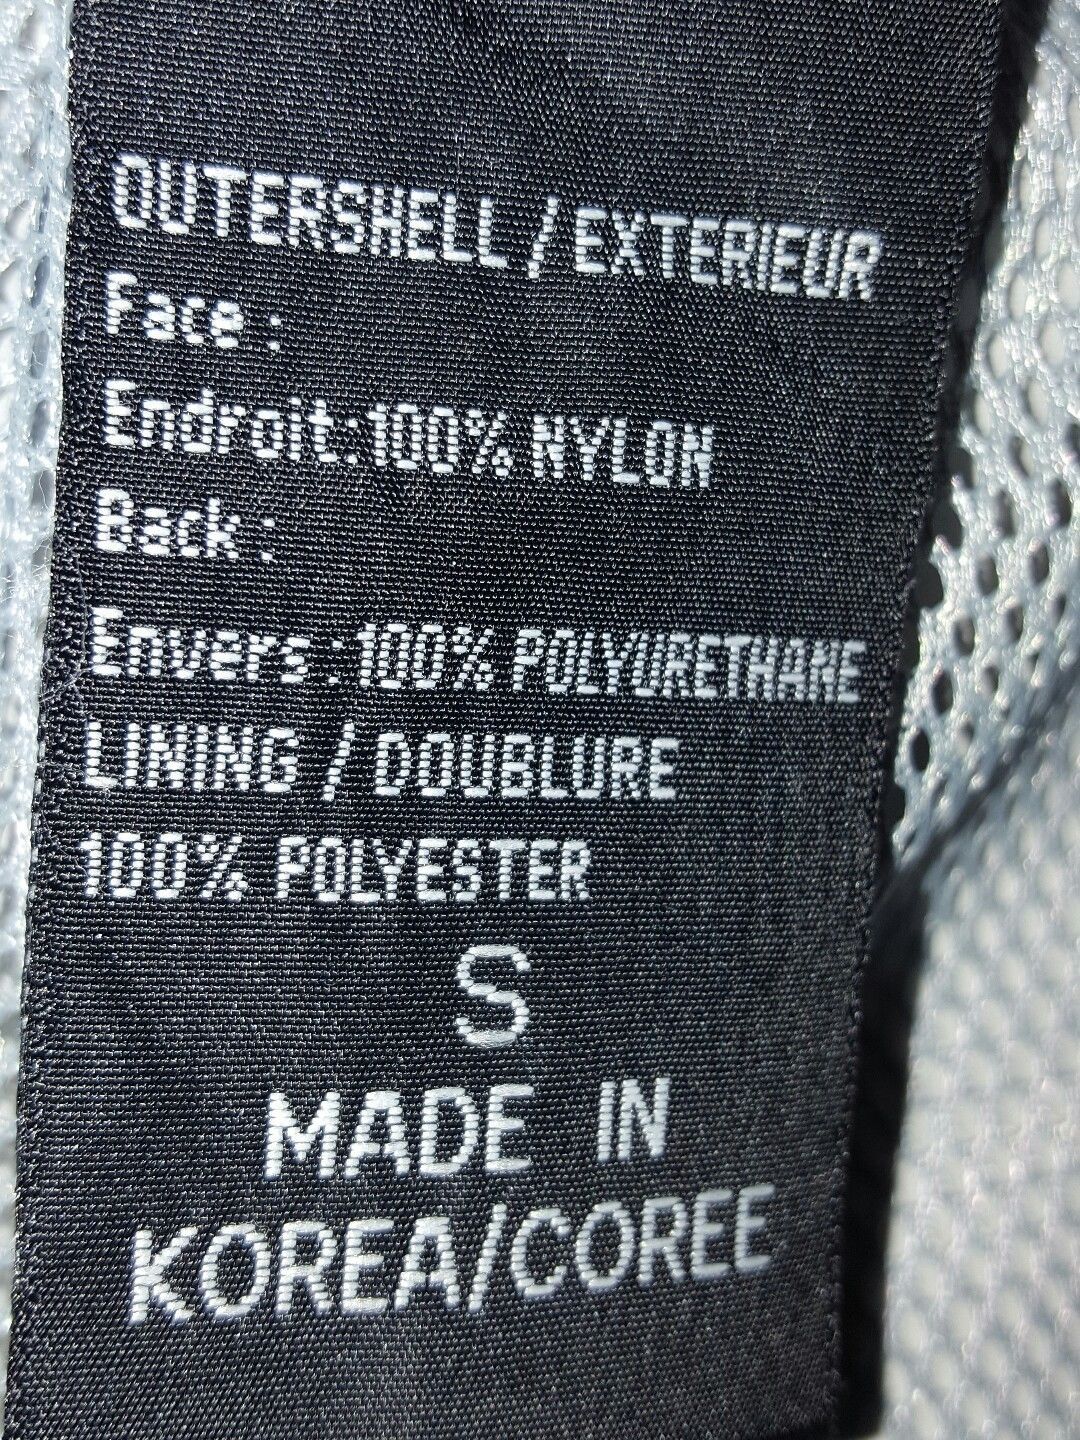 OUTERSHELL / EXTERIEUR
Face :
Endroit: 100% NYLON
Back :
Envers : 100% POLYURETHANE
LINING / DOUBLURE
100% POLYESTER
S
MADE IN
KOREA/COREE